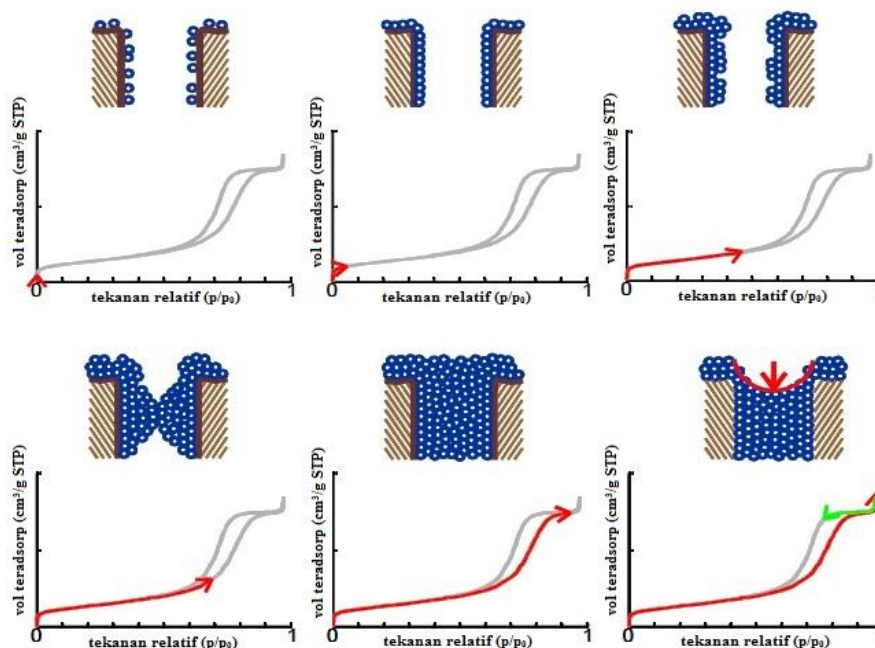 vol teradsorp (cm³/g STP)
0
1
tekanan relatif (p/p₀)
vol teradsorp (cm³/g STP)
0
1
tekanan relatif (p/p₀)
vol teradsorp (cm³/g STP)
0
tekanan relatif (p/p₀)
vol teradsorp (cm³/g STP)
0
1
tekanan relatif (p/p₀)
vol teradsorp (cm³/g STP)
0
1
tekanan relatif (p/p₀)
vol teradsorp (cm³/g STP)
0
tekanan relatif (p/p₀)